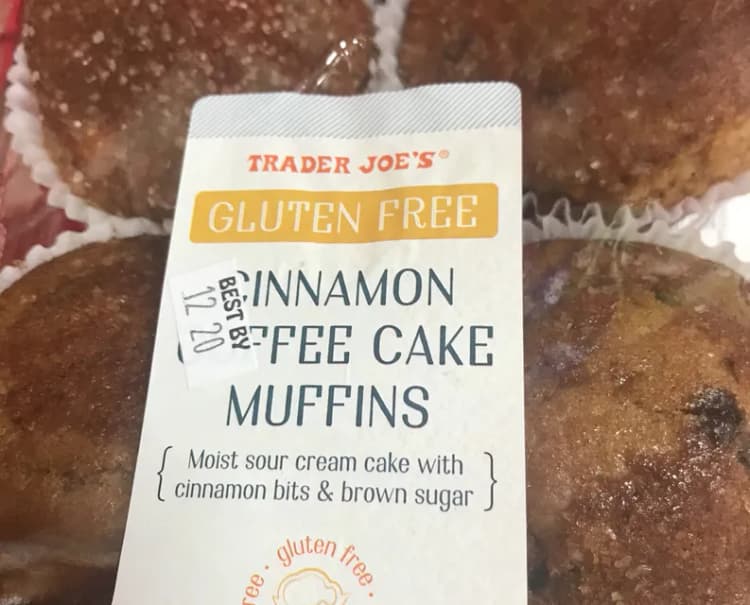 TRADER JOE'S®
GLUTEN FREE
INNAMON
FFEE CAKE
MUFFINS
BEST BY
12 20
{ Moist sour cream cake with
cinnamon bits & brown sugar }
ree • gluten free •